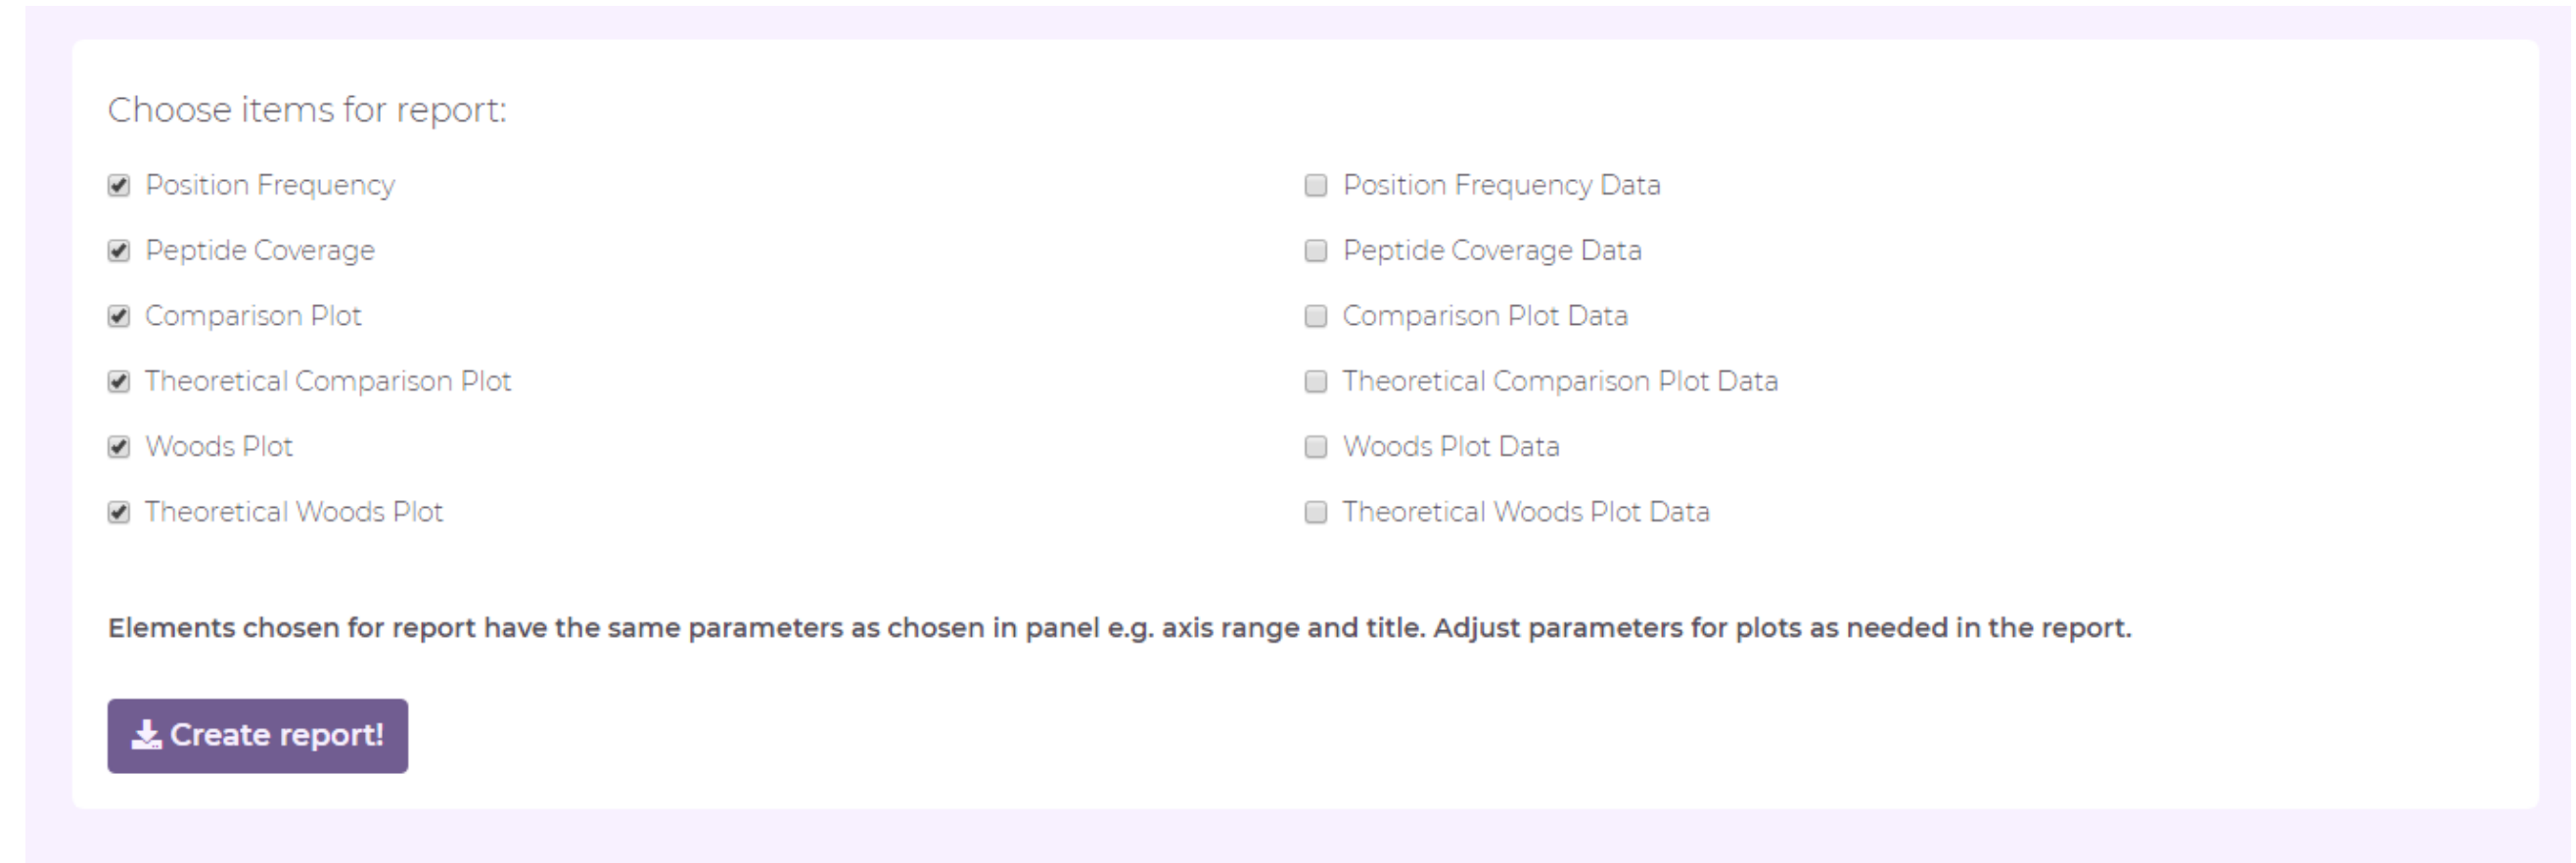 Choose items for report:
Position Frequency
Peptide Coverage
Comparison Plot
Theoretical Comparison Plot
Woods Plot
Theoretical Woods Plot
Position Frequency Data
Peptide Coverage Data
Comparison Plot Data
Theoretical Comparison Plot Data
Woods Plot Data
Theoretical Woods Plot Data
Elements chosen for report have the same parameters as chosen in panel e.g. axis range and title. Adjust parameters for plots as needed in the report.
Create report!